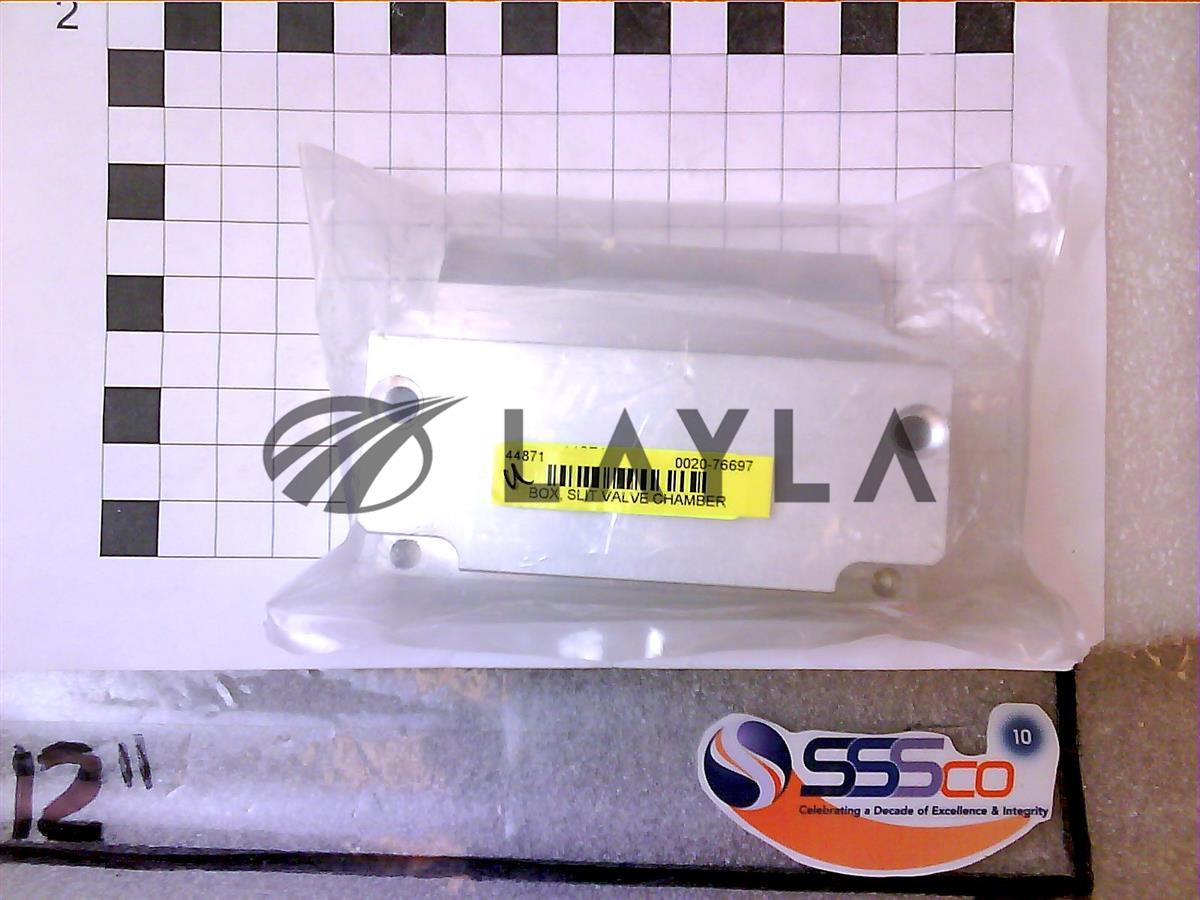 2
LAYLA
44871
0020-76697
BOX, SLIT VALVE CHAMBER
12"
10
SSSco
Celebrating a Decade of Excellence & Integrity